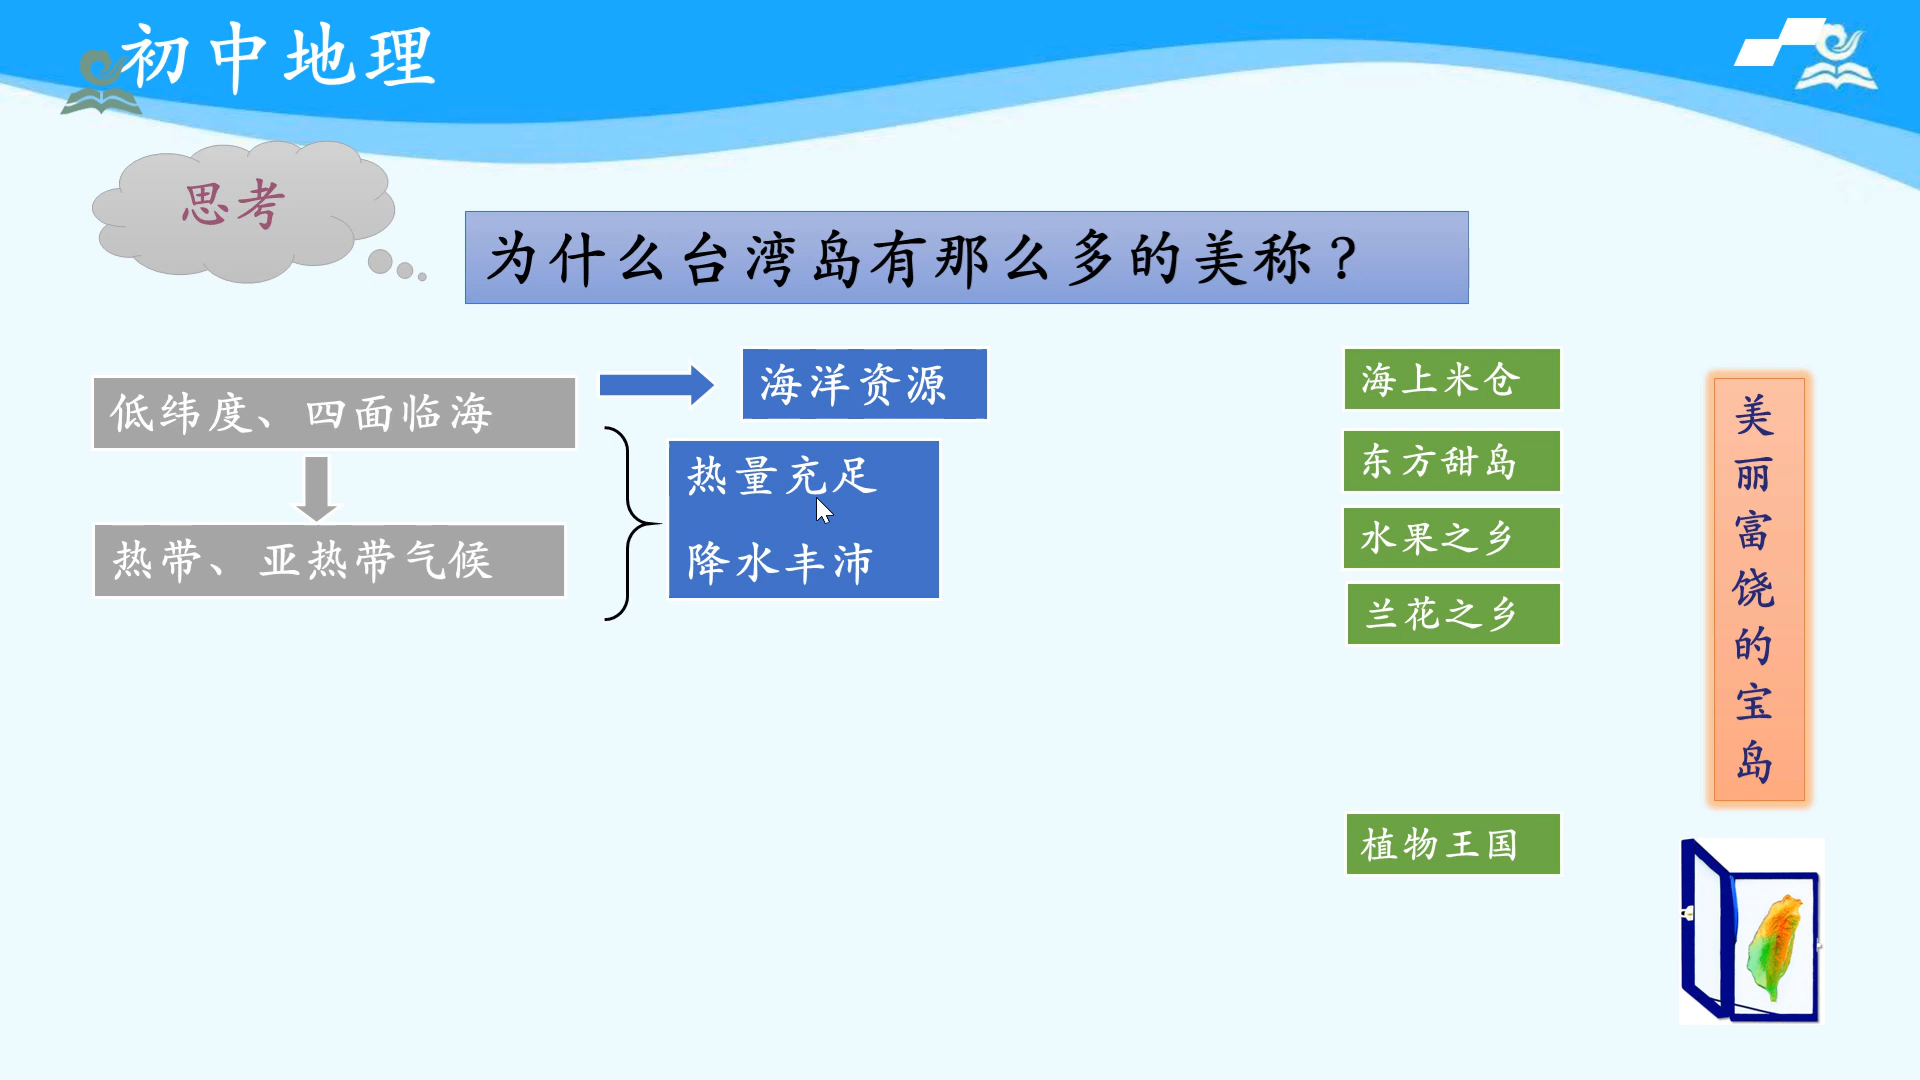 初中地理
思考
为什么台湾岛有那么多的美称？
低纬度、四面临海
海洋资源
热带、亚热带气候
热量充足
降水丰沛
海上米仓
东方甜岛
水果之乡
兰花之乡
植物王国
美丽富饶的宝岛